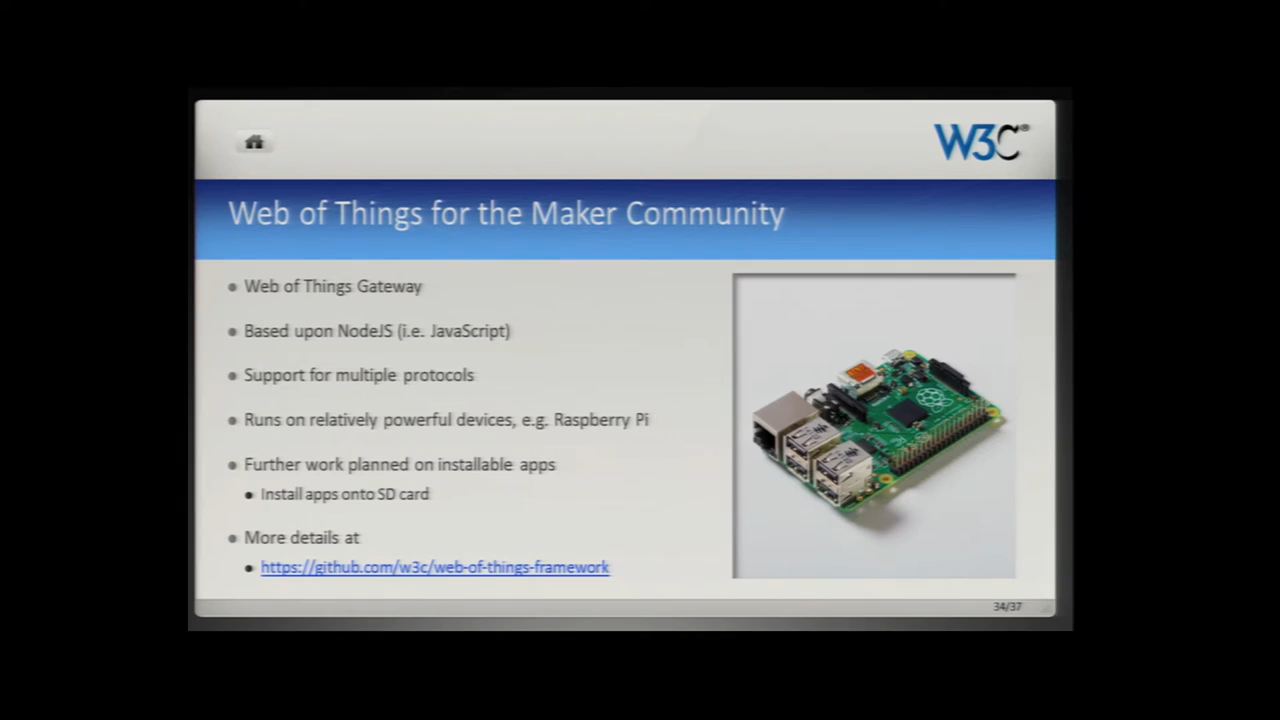 W3C®
Web of Things for the Maker Community
Web of Things Gateway
Based upon NodeJS (i.e. JavaScript)
Support for multiple protocols
Runs on relatively powerful devices, e.g. Raspberry Pi
Further work planned on installable apps
Install apps onto SD card
More details at
https://github.com/w3c/web-of-things-framework
34/37